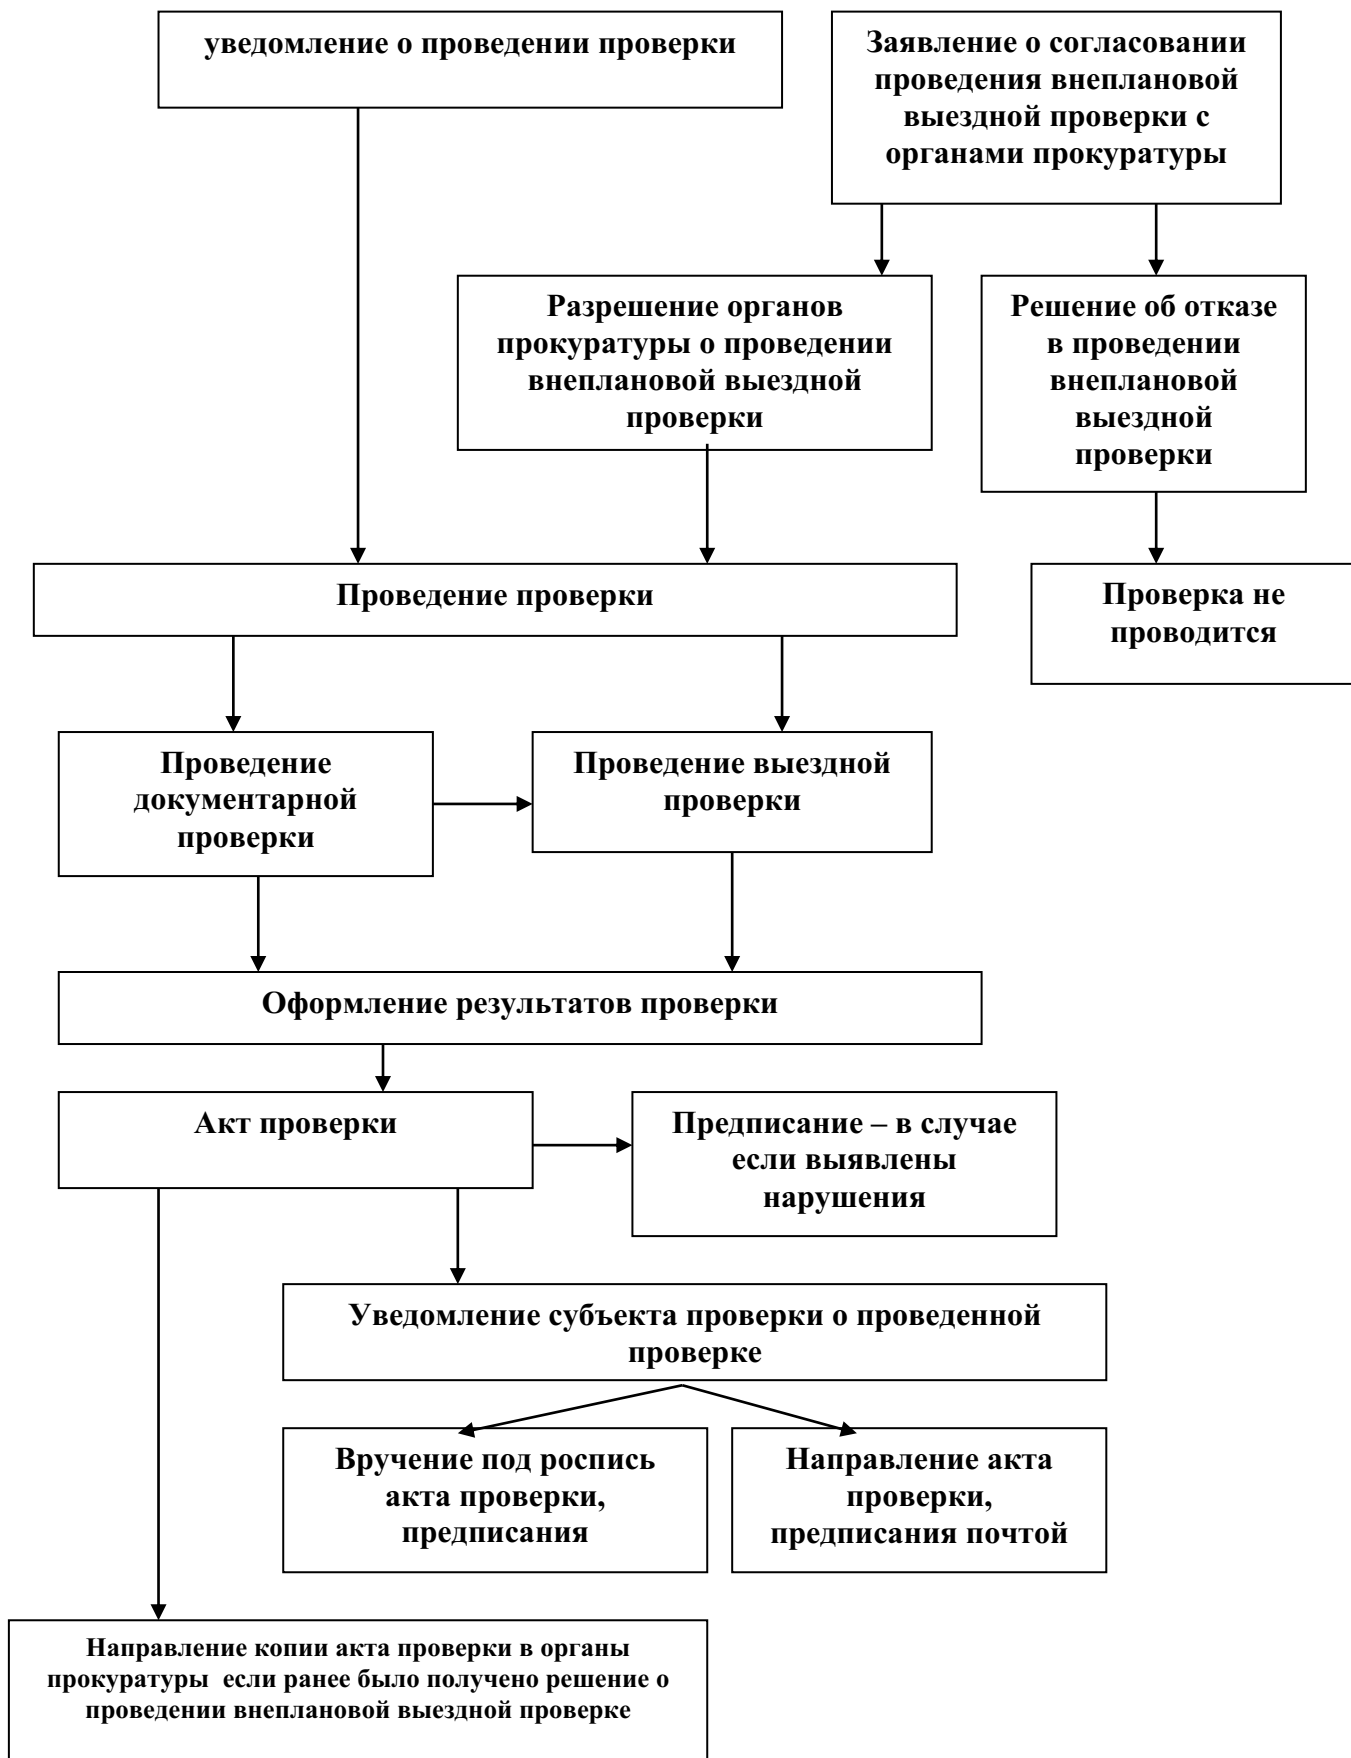 уведомление о проведении проверки
Заявление о согласовании
проведения внеплановой
выездной проверки с
органами прокуратуры
Разрешение органов
прокуратуры о проведении
внеплановой выездной
проверки
Решение об отказе
в проведении
внеплановой
выездной
проверки
Проведение проверки
Проверка не
проводится
Проведение
документарной
проверки
Проведение выездной
проверки
Оформление результатов проверки
Акт проверки
Предписание – в случае
если выявлены
нарушения
Уведомление субъекта проверки о проведенной
проверке
Вручение под роспись
акта проверки,
предписания
Направление акта
проверки,
предписания почтой
Направление копии акта проверки в органы
прокуратуры  если ранее было получено решение о
проведении внеплановой выездной проверке